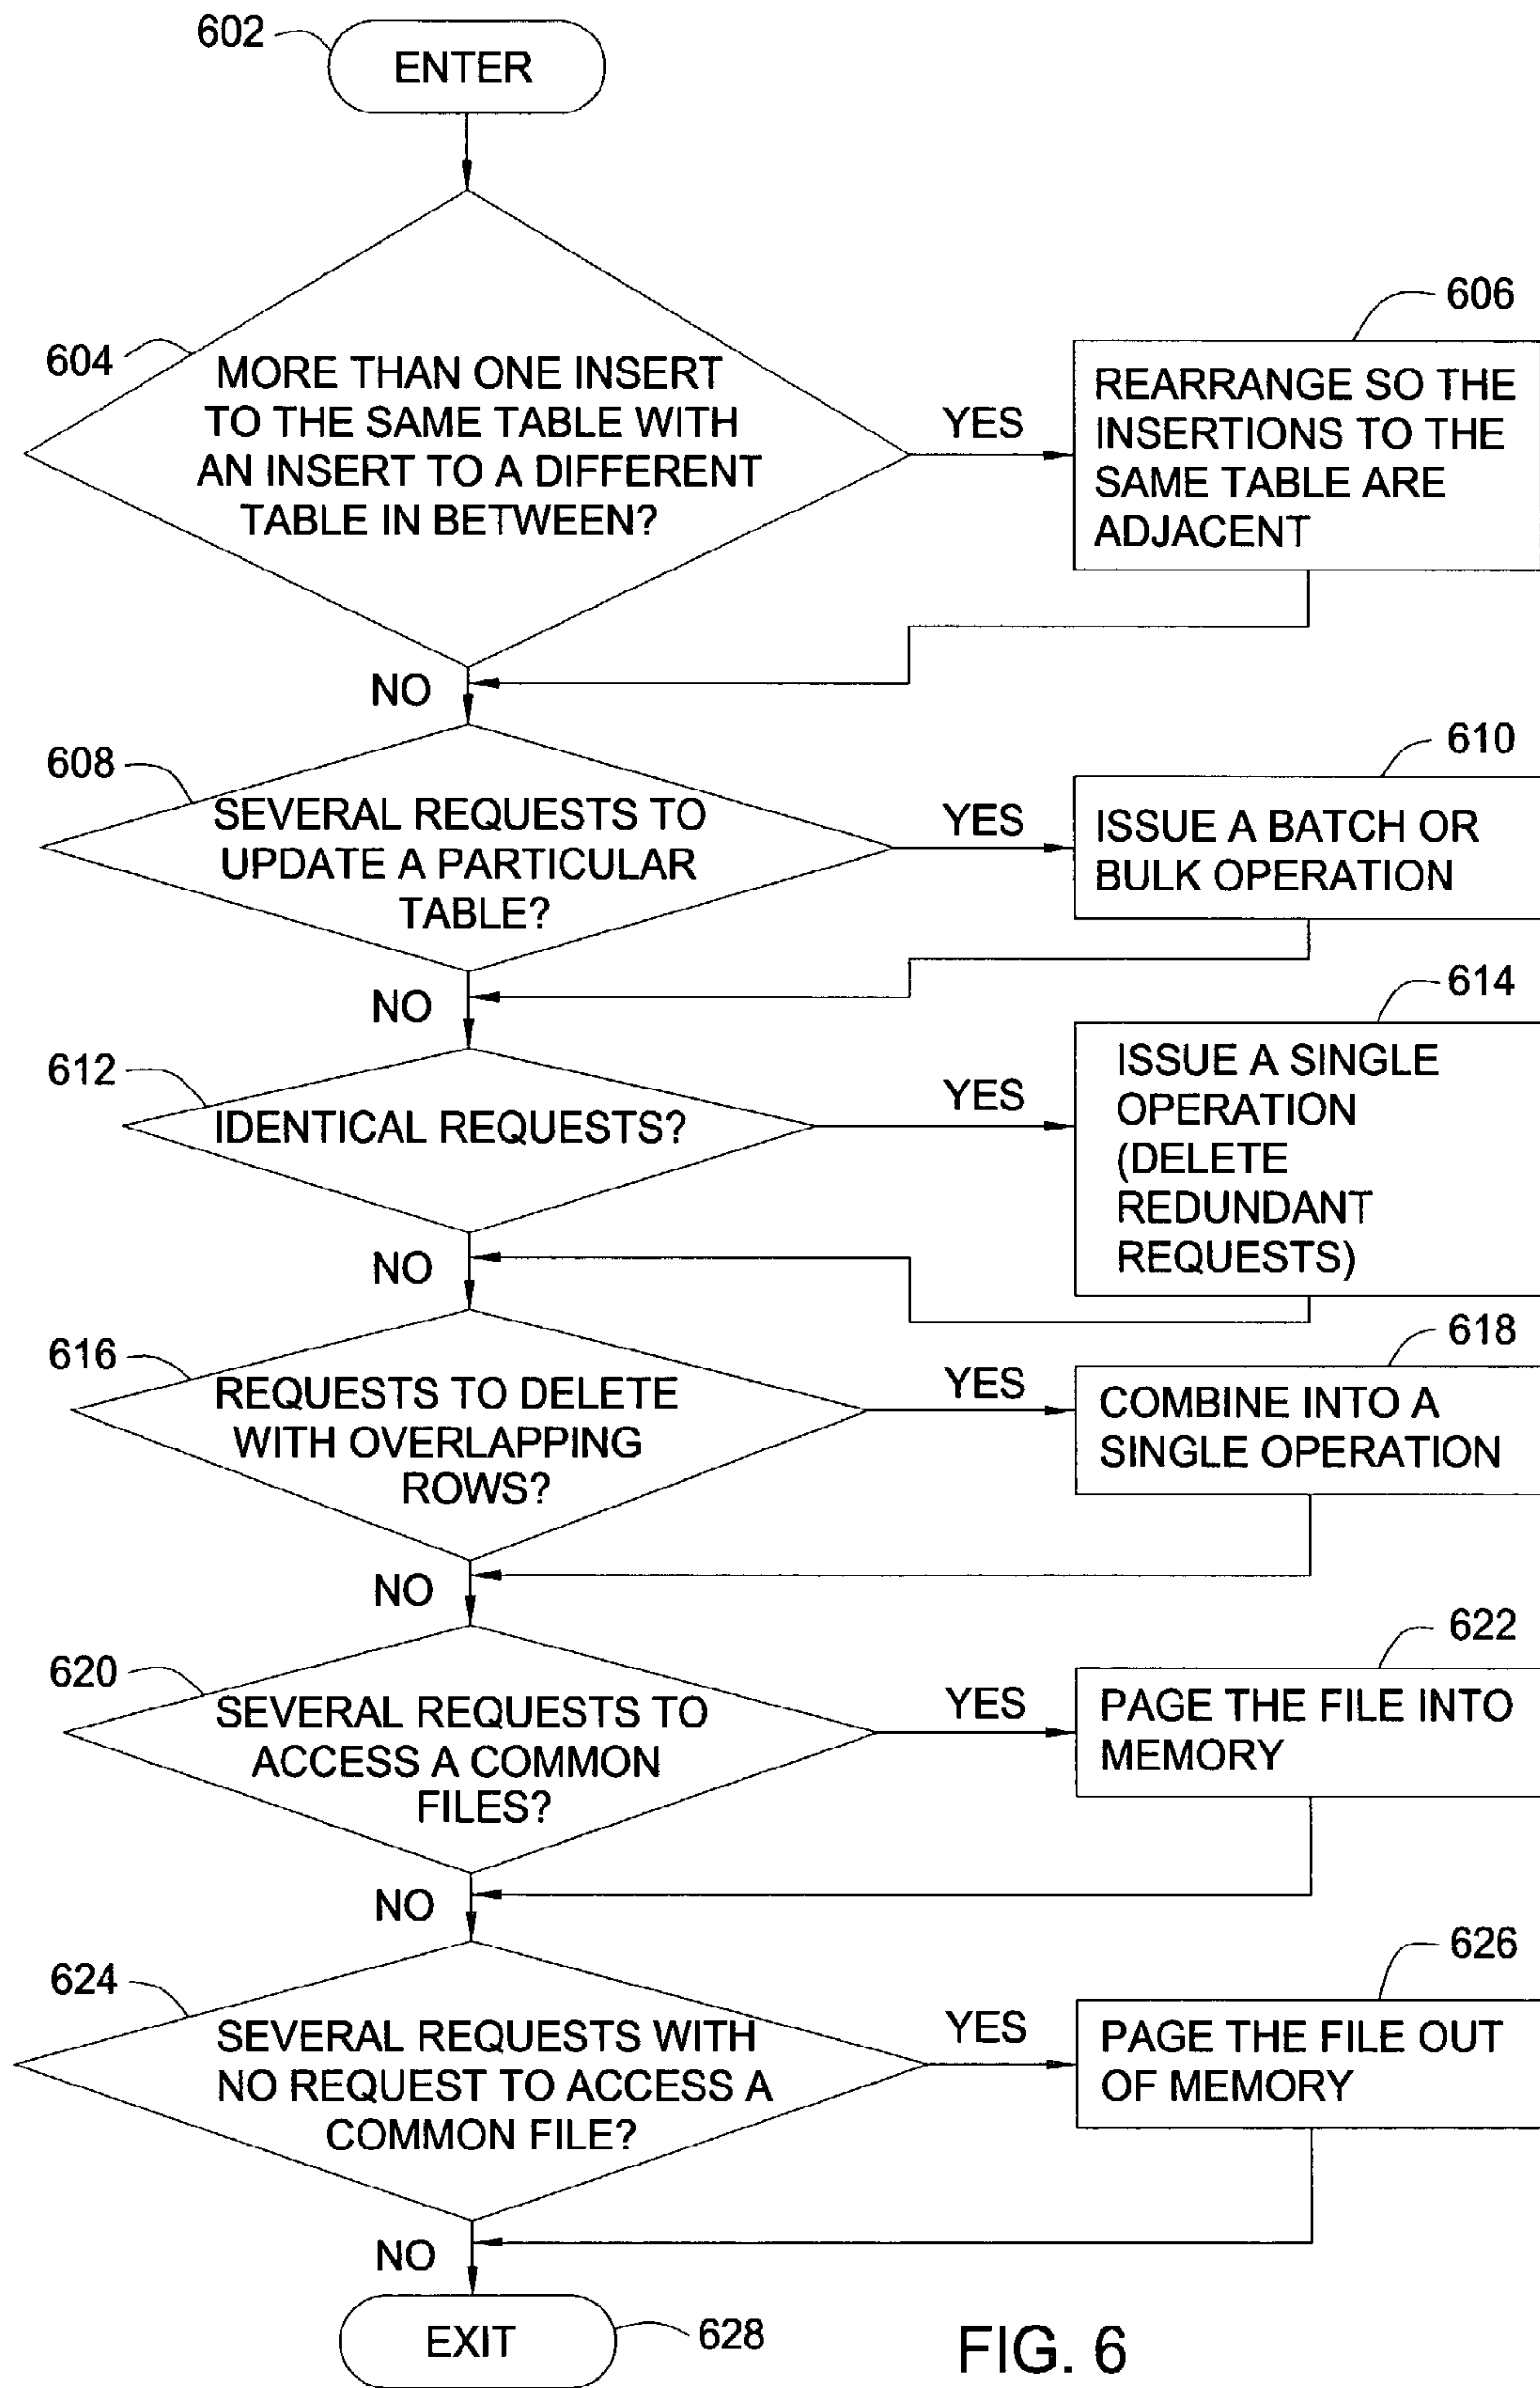 602
ENTER
604
MORE THAN ONE INSERT
TO THE SAME TABLE WITH
AN INSERT TO A DIFFERENT
TABLE IN BETWEEN?
YES
606
REARRANGE SO THE
INSERTIONS TO THE
SAME TABLE ARE
ADJACENT
NO
608
SEVERAL REQUESTS TO
UPDATE A PARTICULAR
TABLE?
YES
610
ISSUE A BATCH OR
BULK OPERATION
NO
612
IDENTICAL REQUESTS?
YES
614
ISSUE A SINGLE
OPERATION
(DELETE
REDUNDANT
REQUESTS)
NO
616
REQUESTS TO DELETE
WITH OVERLAPPING
ROWS?
YES
618
COMBINE INTO A
SINGLE OPERATION
NO
620
SEVERAL REQUESTS TO
ACCESS A COMMON
FILES?
YES
622
PAGE THE FILE INTO
MEMORY
NO
624
SEVERAL REQUESTS WITH
NO REQUEST TO ACCESS A
COMMON FILE?
YES
626
PAGE THE FILE OUT
OF MEMORY
NO
EXIT
628
FIG. 6